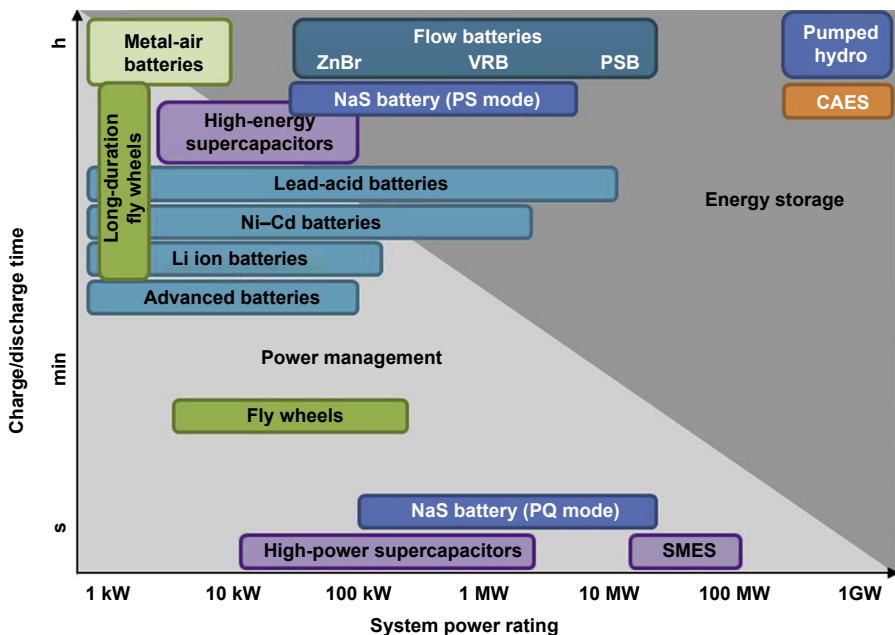 Charge/discharge time
h
min
s
Metal-air
batteries
Flow batteries
ZnBr VRB PSB
Pumped
hydro
NaS battery (PS mode)
CAES
Long-duration
fly wheels
High-energy
supercapacitors
Lead-acid batteries
Energy storage
Ni–Cd batteries
Li ion batteries
Advanced batteries
Power management
Fly wheels
NaS battery (PQ mode)
High-power supercapacitors
SMES
1 kW 10 kW 100 kW 1 MW 10 MW 100 MW 1GW
System power rating